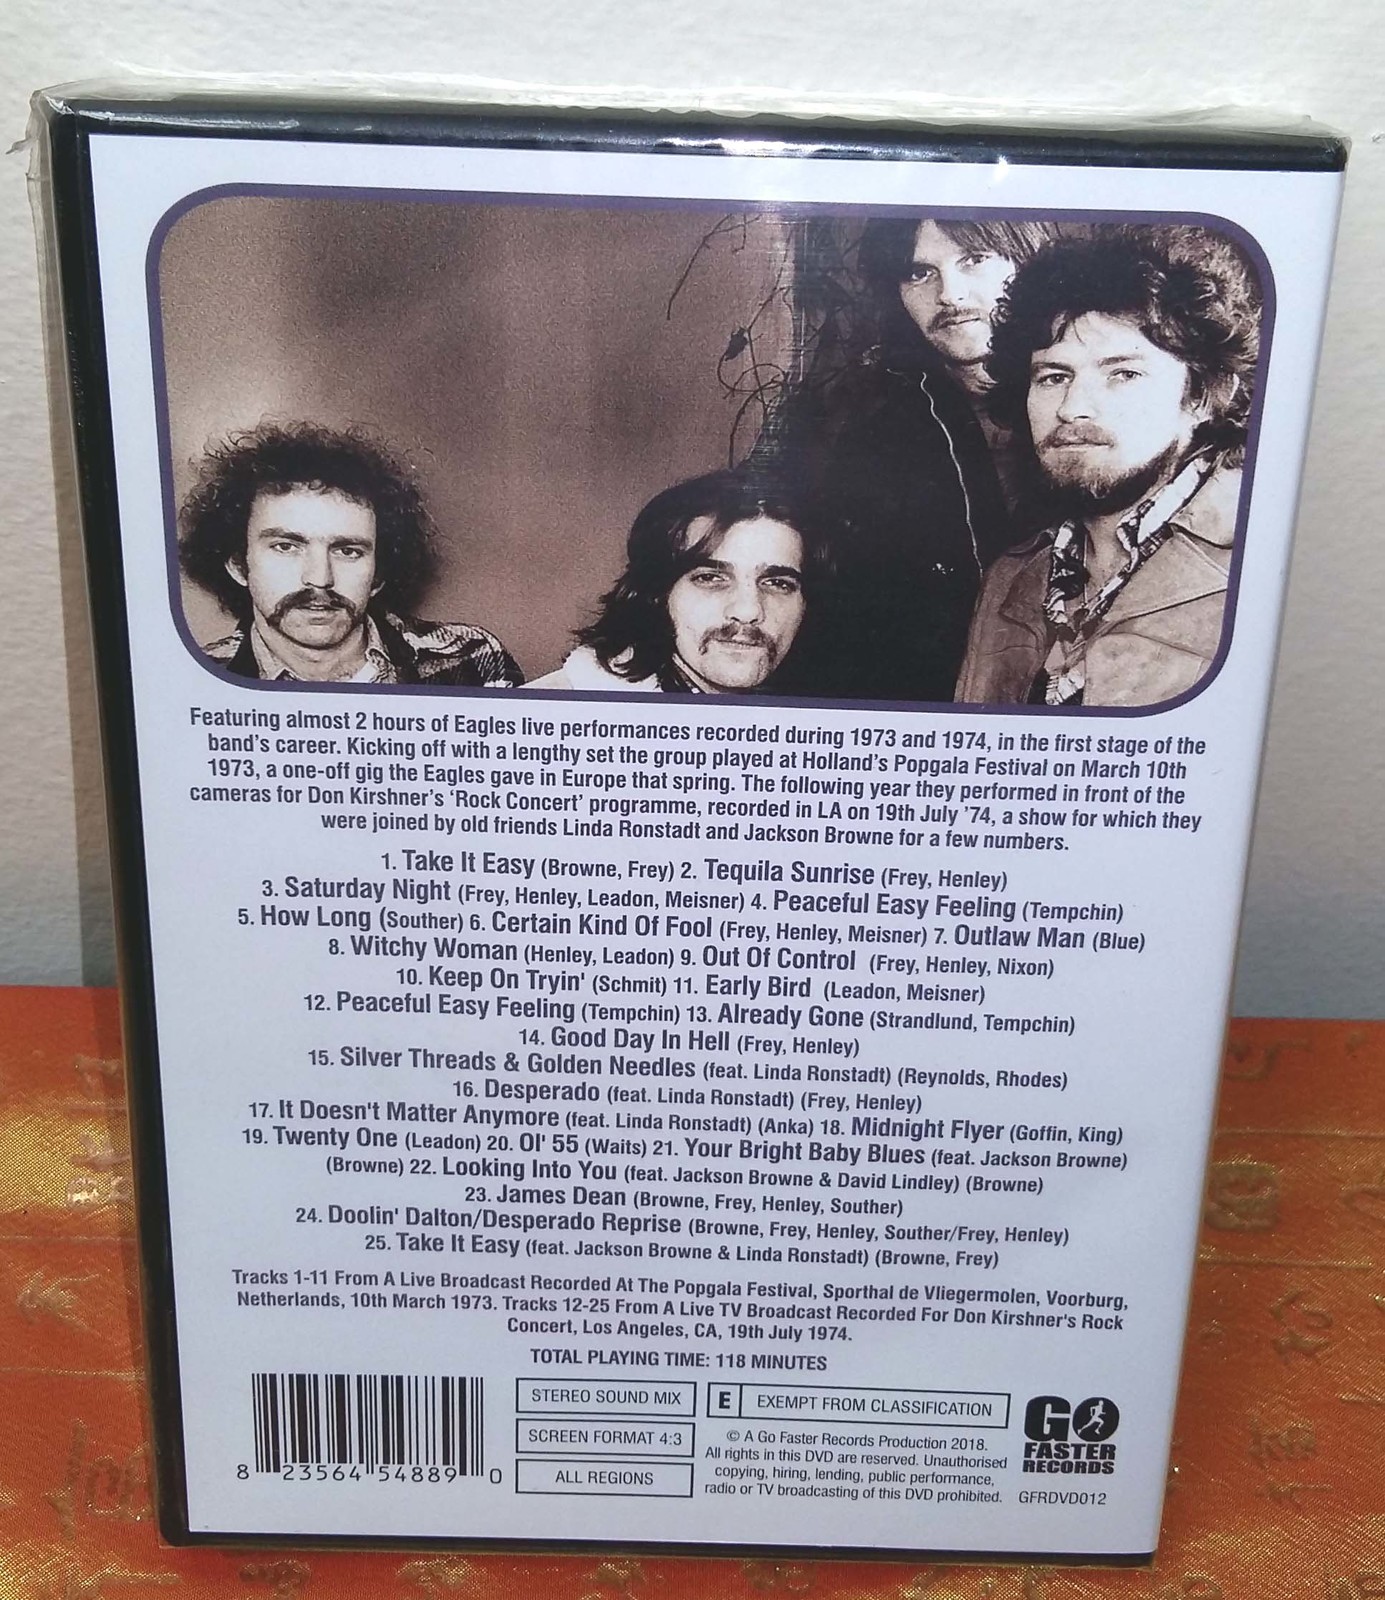 Featuring almost 2 hours of Eagles live performances recorded during 1973 and 1974, in the first stage of the
band's career. Kicking off with a lengthy set the group played at Holland's Popgala Festival on March 10th
1973, a one-off gig the Eagles gave in Europe that spring. The following year they performed in front of the
cameras for Don Kirshner's 'Rock Concert' programme, recorded in LA on 19th July '74, a show for which they
were joined by old friends Linda Ronstadt and Jackson Browne for a few numbers.
1. Take It Easy (Browne, Frey) 2. Tequila Sunrise (Frey, Henley)
3. Saturday Night (Frey, Henley, Leadon, Meisner) 4. Peaceful Easy Feeling (Tempchin)
5. How Long (Souther) 6. Certain Kind Of Fool (Frey, Henley, Meisner) 7. Outlaw Man (Blue)
8. Witchy Woman (Henley, Leadon) 9. Out Of Control (Frey, Henley, Nixon)
10. Keep On Tryin' (Schmit) 11. Early Bird (Leadon, Meisner)
12. Peaceful Easy Feeling (Tempchin) 13. Already Gone (Strandlund, Tempchin)
14. Good Day In Hell (Frey, Henley)
15. Silver Threads & Golden Needles (feat. Linda Ronstadt) (Reynolds, Rhodes)
16. Desperado (feat. Linda Ronstadt) (Frey, Henley)
17. It Doesn't Matter Anymore (feat. Linda Ronstadt) (Anka) 18. Midnight Flyer (Goffin, King)
19. Twenty One (Leadon) 20. Ol' 55 (Waits) 21. Your Bright Baby Blues (feat. Jackson Browne)
(Browne) 22. Looking Into You (feat. Jackson Browne & David Lindley) (Browne)
23. James Dean (Browne, Frey, Henley, Souther)
24. Doolin' Dalton/Desperado Reprise (Browne, Frey, Henley, Souther/Frey, Henley)
25. Take It Easy (feat. Jackson Browne & Linda Ronstadt) (Browne, Frey)
Tracks 1-11 From A Live Broadcast Recorded At The Popgala Festival, Sporthal de Vliegermolen, Voorburg,
Netherlands, 10th March 1973. Tracks 12-25 From A Live TV Broadcast Recorded For Don Kirshner's Rock
Concert, Los Angeles, CA, 19th July 1974.
TOTAL PLAYING TIME: 118 MINUTES
8 23564 54889 0
STEREO SOUND MIX
SCREEN FORMAT 4:3
ALL REGIONS
E EXEMPT FROM CLASSIFICATION
© A Go Faster Records Production 2018.
All rights in this DVD are reserved. Unauthorised
copying, hiring, lending, public performance,
radio or TV broadcasting of this DVD prohibited.
GO
FASTER
RECORDS
GFRDVD012